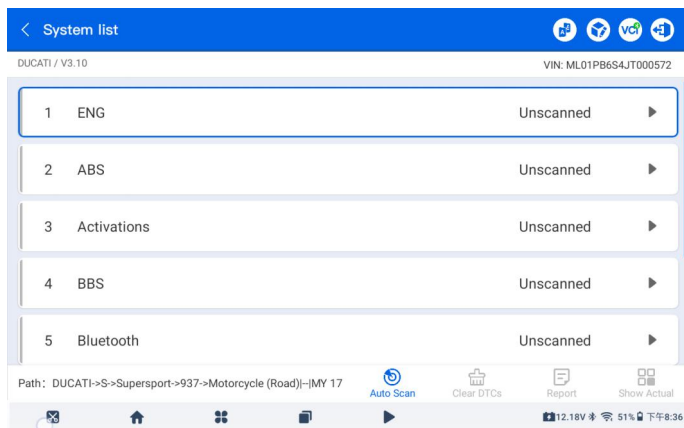 System list
VCI
DUCATI / V3.10 VIN: ML01PB6S4JT000572
1 ENG Unscanned
2 ABS Unscanned
3 Activations Unscanned
4 BBS Unscanned
5 Bluetooth Unscanned
Path: DUCATI->S->Supersport->937->Motorcycle (Road)|--|MY 17
Auto Scan Clear DTCs Report Show Actual
12.18V 51% 下午8:36